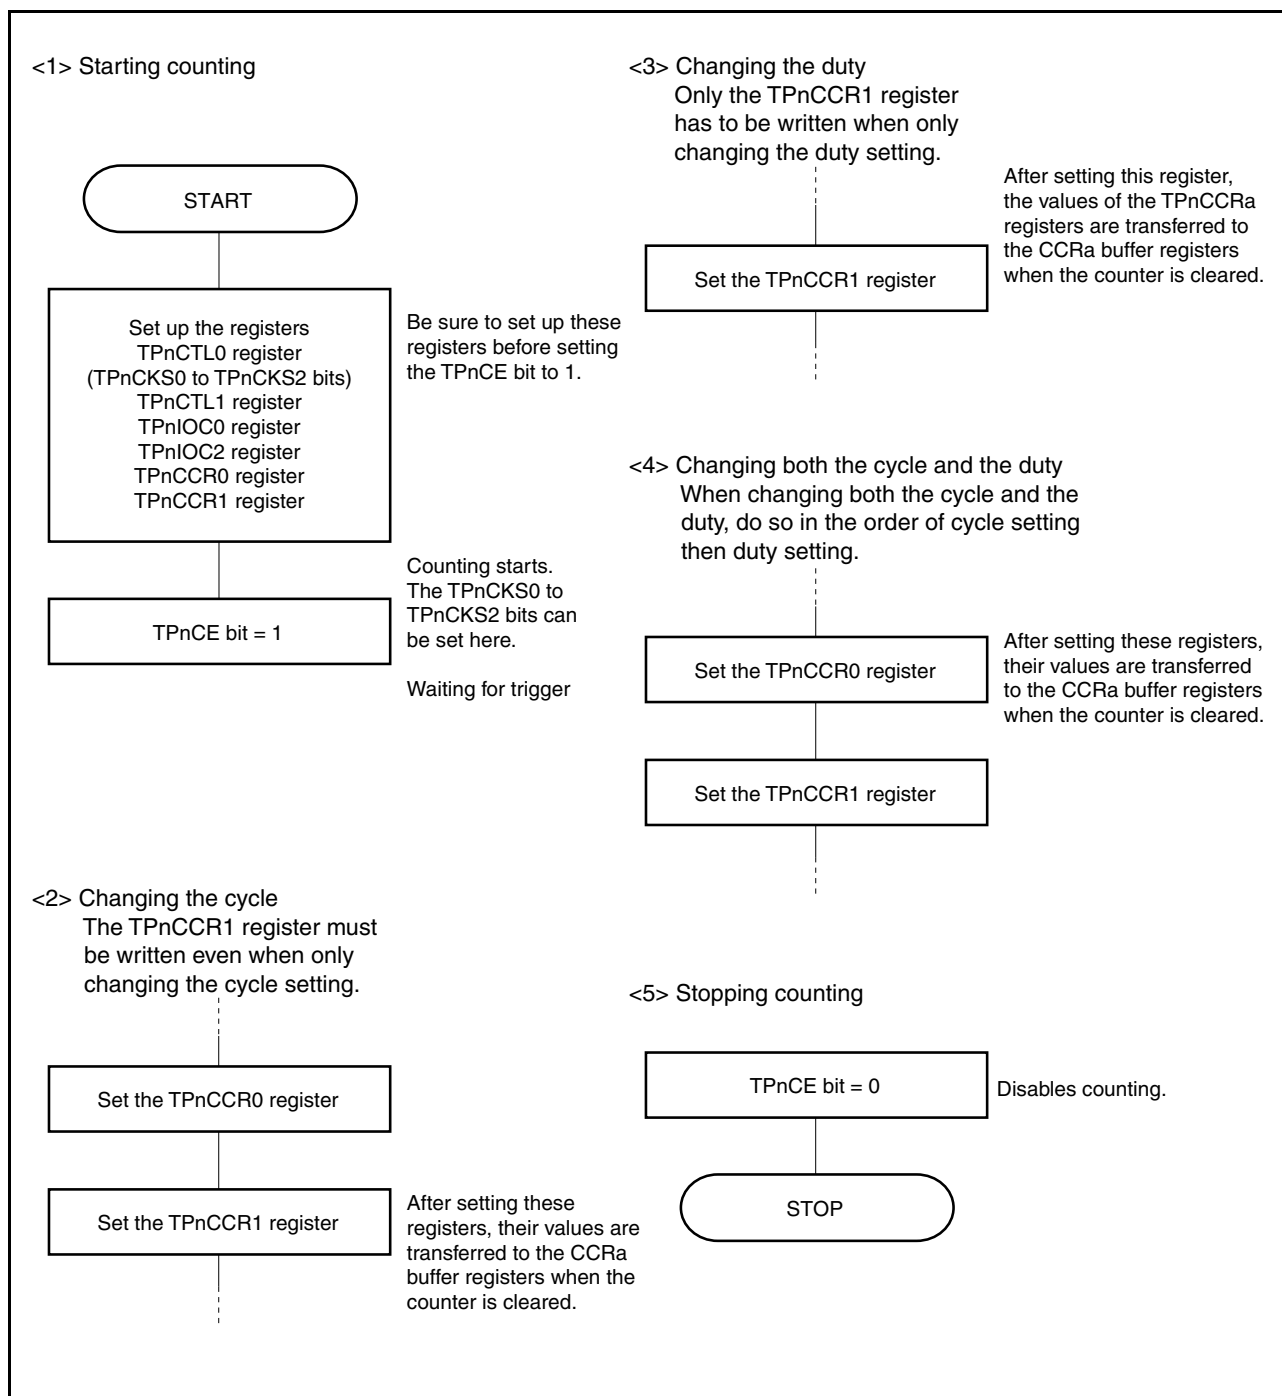 <1> Starting counting
START
Set up the registers
TPnCTL0 register
(TPnCKS0 to TPnCKS2 bits)
TPnCTL1 register
TPnIOC0 register
TPnIOC2 register
TPnCCR0 register
TPnCCR1 register
Be sure to set up these
registers before setting
the TPnCE bit to 1.
TPnCE bit = 1
Counting starts.
The TPnCKS0 to
TPnCKS2 bits can
be set here.
Waiting for trigger
<2> Changing the cycle
The TPnCCR1 register must
be written even when only
changing the cycle setting.
Set the TPnCCR0 register
Set the TPnCCR1 register
After setting these
registers, their values are
transferred to the CCRa
buffer registers when the
counter is cleared.
<3> Changing the duty
Only the TPnCCR1 register
has to be written when only
changing the duty setting.
Set the TPnCCR1 register
After setting this register,
the values of the TPnCCRa
registers are transferred to
the CCRa buffer registers
when the counter is cleared.
<4> Changing both the cycle and the duty
When changing both the cycle and the
duty, do so in the order of cycle setting
then duty setting.
Set the TPnCCR0 register
After setting these registers,
their values are transferred
to the CCRa buffer registers
when the counter is cleared.
Set the TPnCCR1 register
<5> Stopping counting
TPnCE bit = 0
Disables counting.
STOP